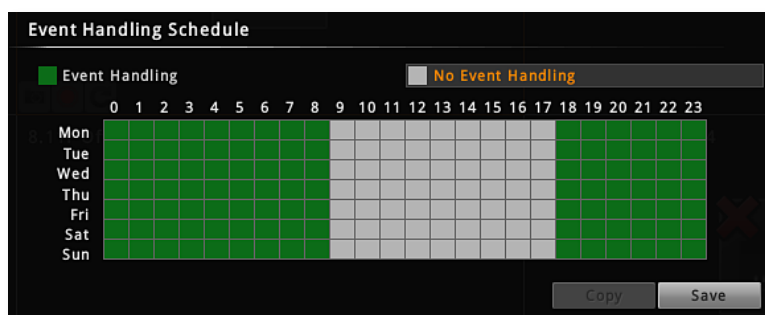 Event Handling Schedule
Event Handling
No Event Handling
0 1 2 3 4 5 6 7 8 9 10 11 12 13 14 15 16 17 18 19 20 21 22 23
Mon
Tue
Wed
Thu
Fri
Sat
Sun
Copy Save